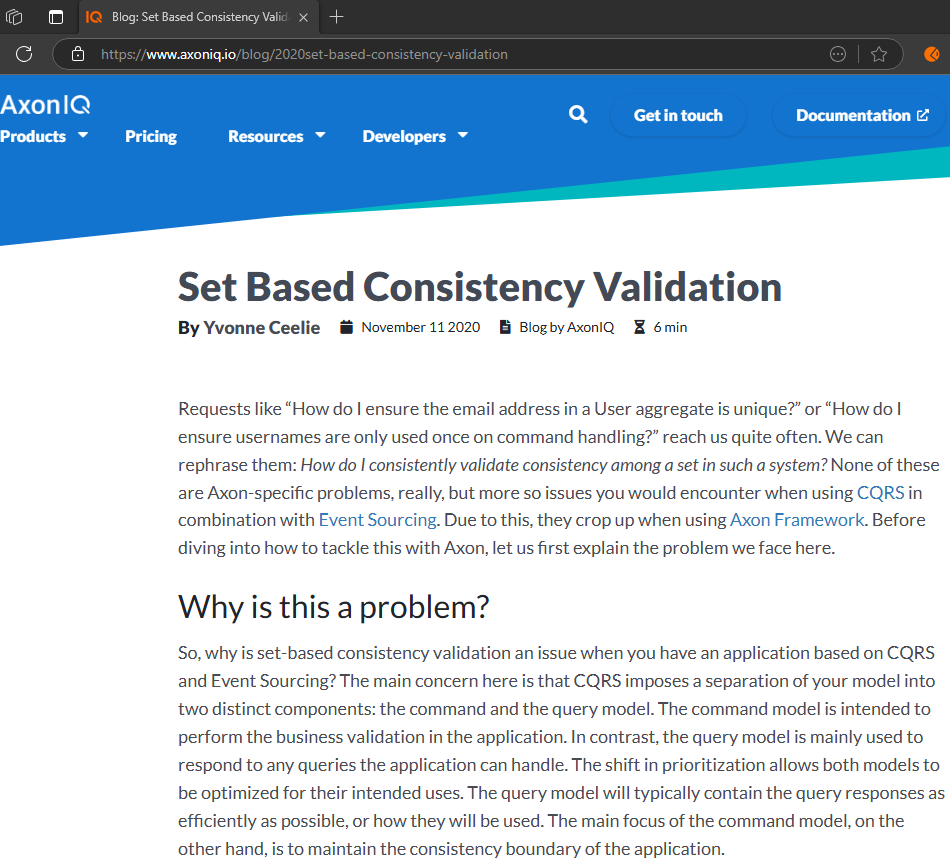 Blog: Set Based Consistency Valid
https://www.axoniq.io/blog/2020set-based-consistency-validation
AxonIQ
Products
Pricing
Resources
Developers
Get in touch
Documentation
Set Based Consistency Validation
By Yvonne Ceelie November 11 2020 Blog by AxonIQ 6 min
Requests like “How do I ensure the email address in a User aggregate is unique?” or “How do I
ensure usernames are only used once on command handling?” reach us quite often. We can
rephrase them: How do I consistently validate consistency among a set in such a system? None of these
are Axon-specific problems, really, but more so issues you would encounter when using CQRS in
combination with Event Sourcing. Due to this, they crop up when using Axon Framework. Before
diving into how to tackle this with Axon, let us first explain the problem we face here.
Why is this a problem?
So, why is set-based consistency validation an issue when you have an application based on CQRS
and Event Sourcing? The main concern here is that CQRS imposes a separation of your model into
two distinct components: the command and the query model. The command model is intended to
perform the business validation in the application. In contrast, the query model is mainly used to
respond to any queries the application can handle. The shift in prioritization allows both models to
be optimized for their intended uses. The query model will typically contain the query responses as
efficiently as possible, or how they will be used. The main focus of the command model, on the
other hand, is to maintain the consistency boundary of the application.